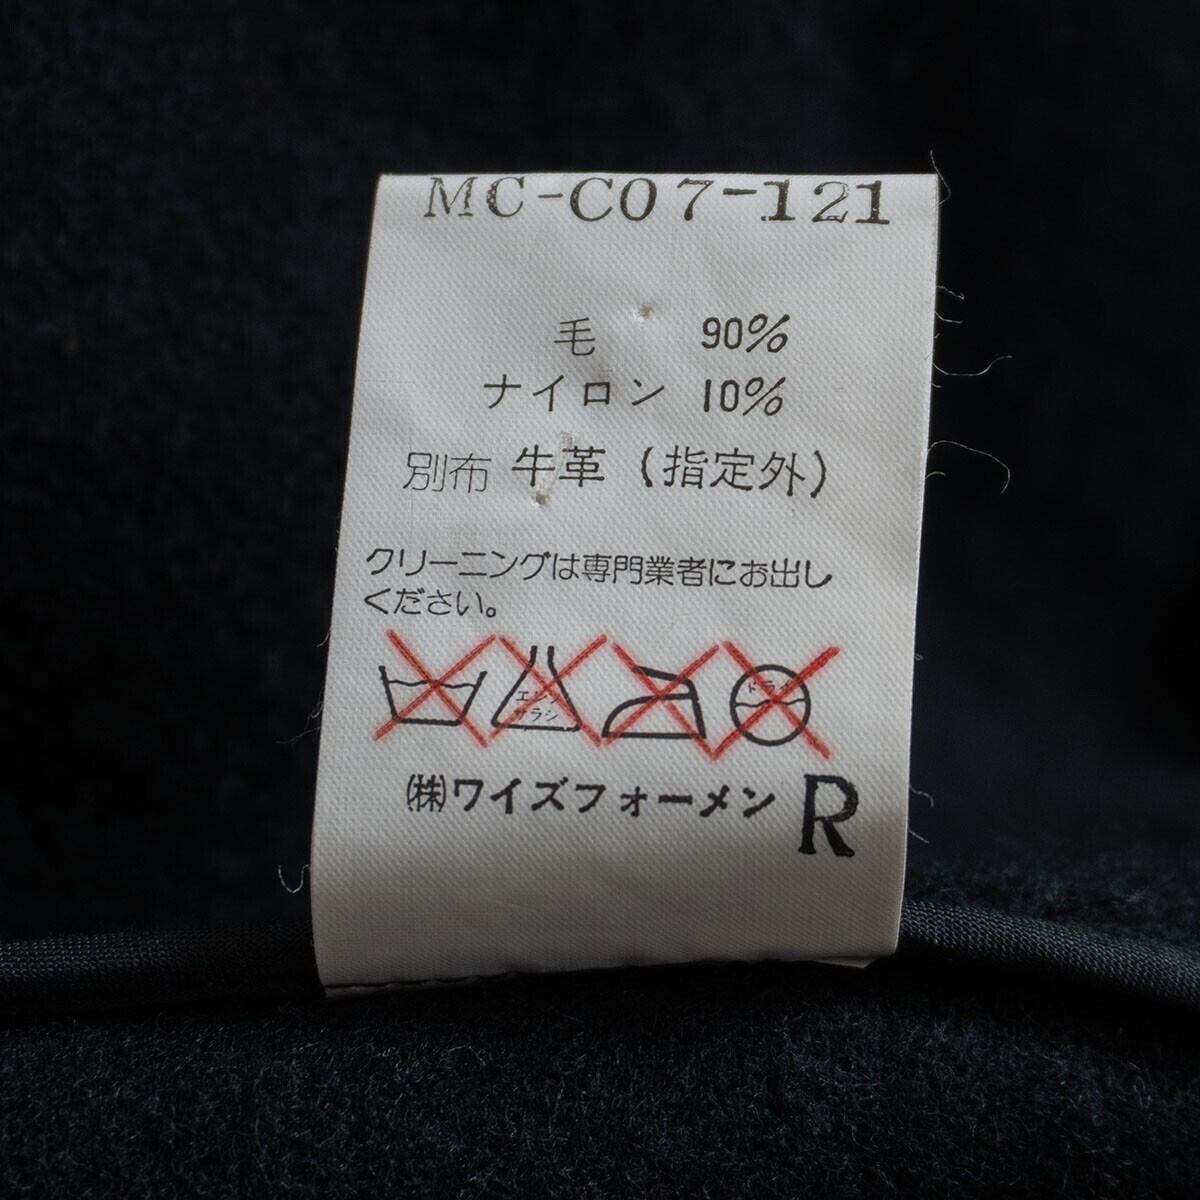 MC-C07-121
毛 90%
ナイロン 10%
別布 牛革 (指定外)
クリーニングは専門業者にお出し
ください。
エンソ サラシ ドライ
㈱ワイズフォーメン R